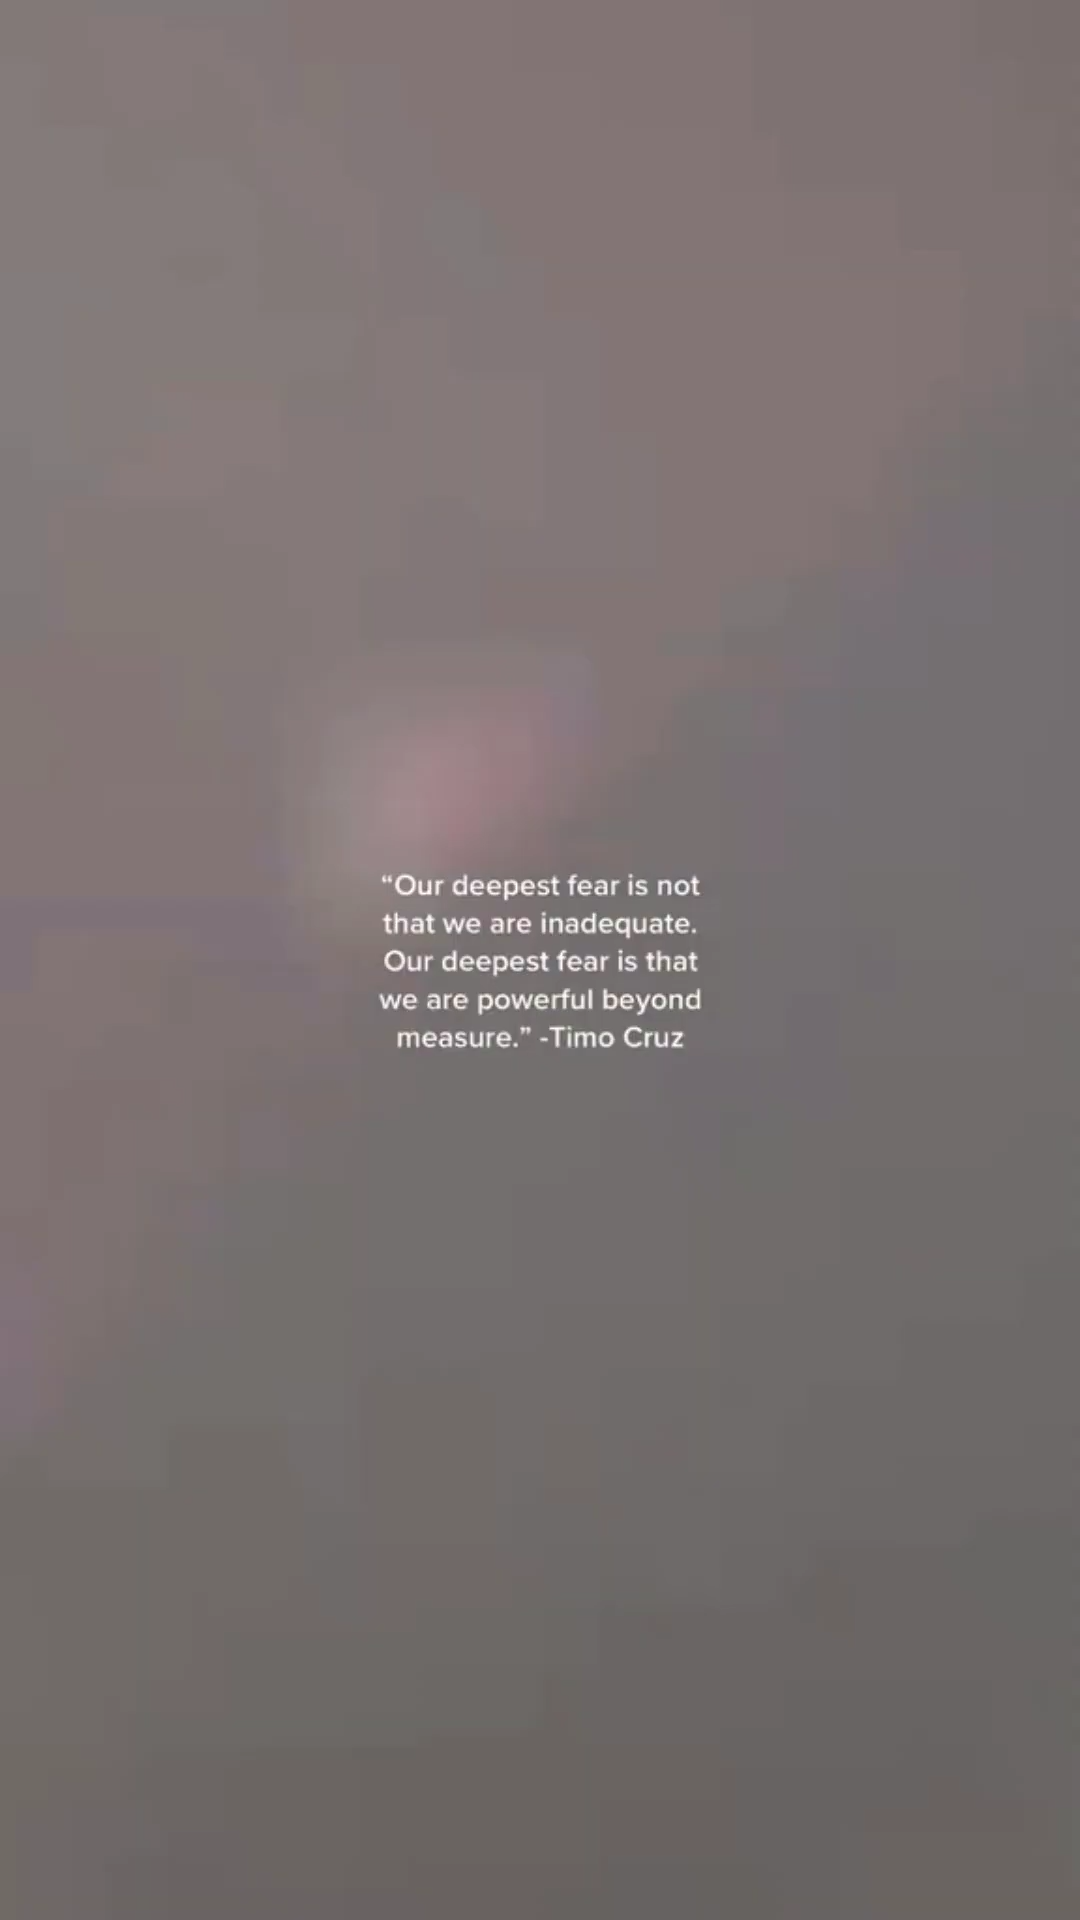 “Our deepest fear is not
that we are inadequate.
Our deepest fear is that
we are powerful beyond
measure.” -Timo Cruz